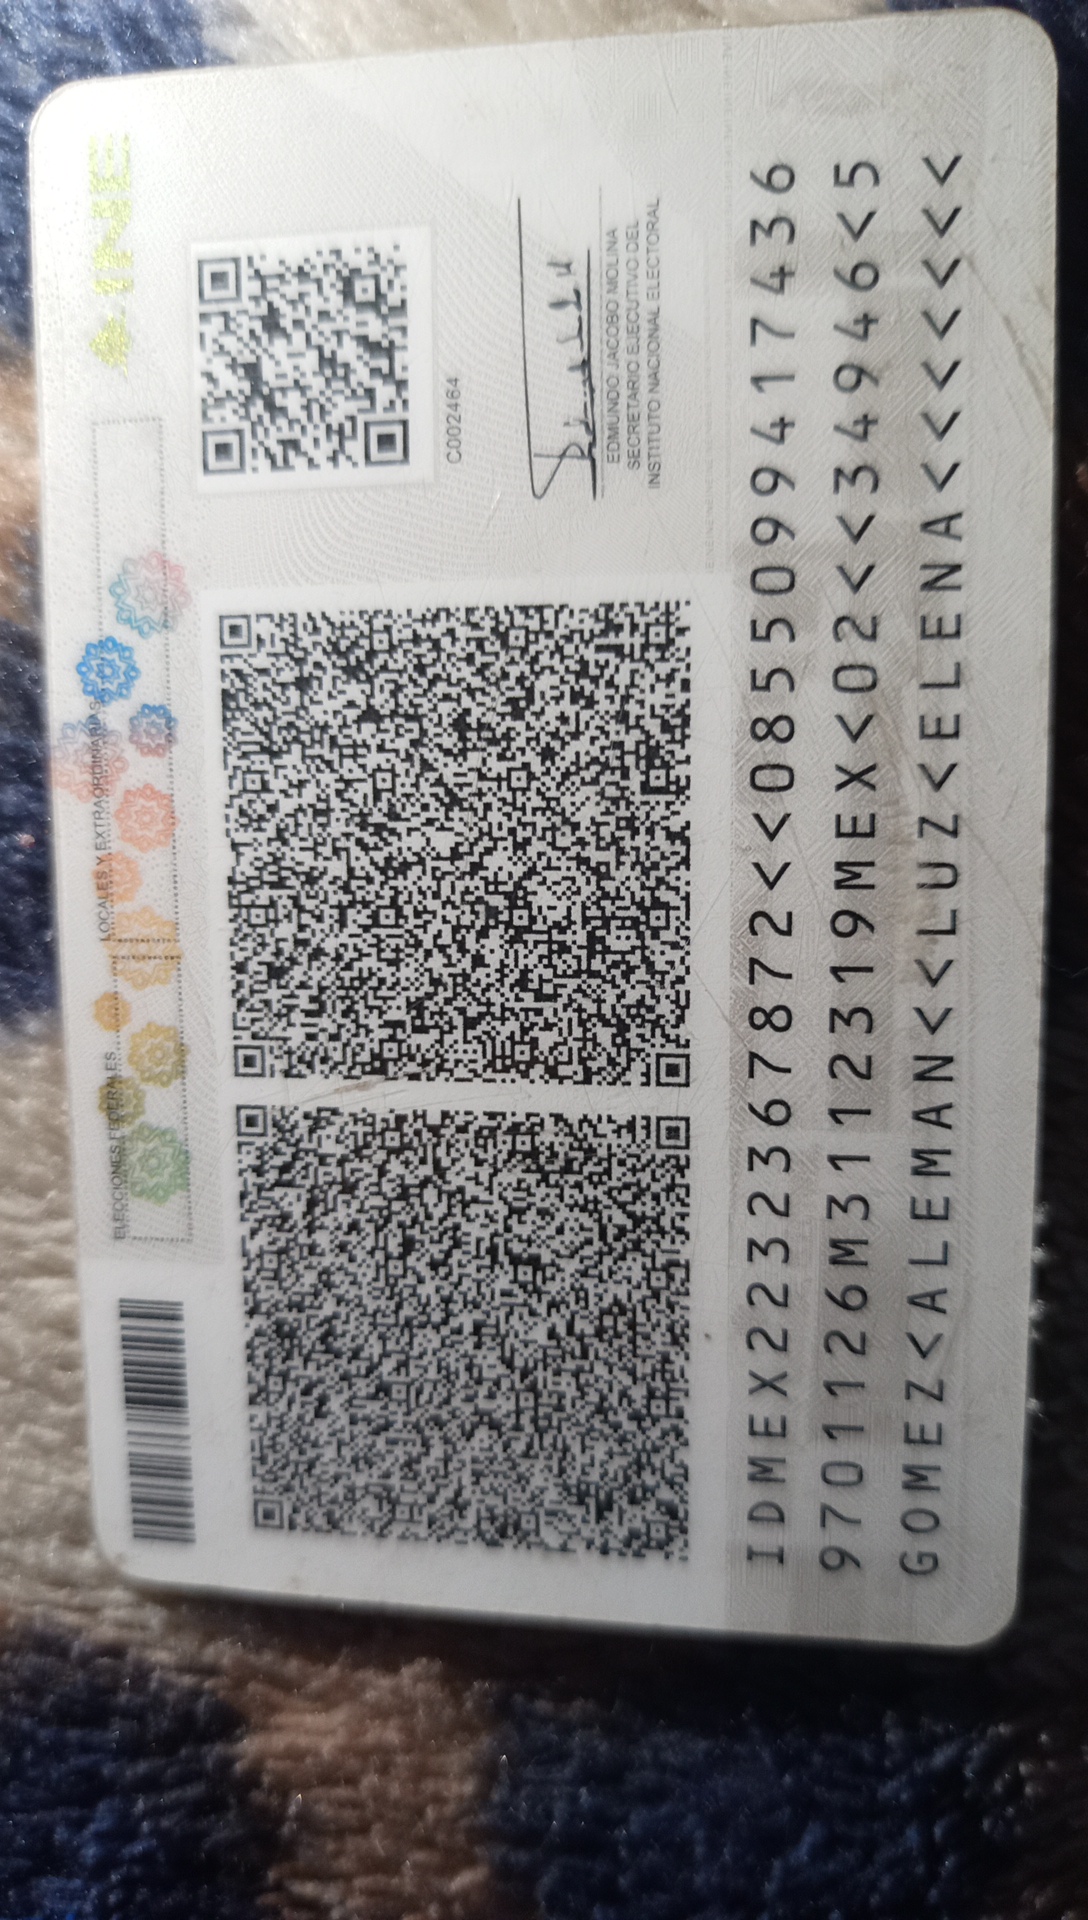 INE
ELECCIONES FEDERALES
LOCALES Y EXTRAORDINARIAS
C002464
EDMUNDO JACOBO MOLINA
SECRETARIO EJECUTIVO DEL
INSTITUTO NACIONAL ELECTORAL
IDMEX2232367872<<0855099417436
9701126M3112319MEX<02<<34946<5
GOMEZ<ALEMAN<<LUZ<ELENA<<<<<<<